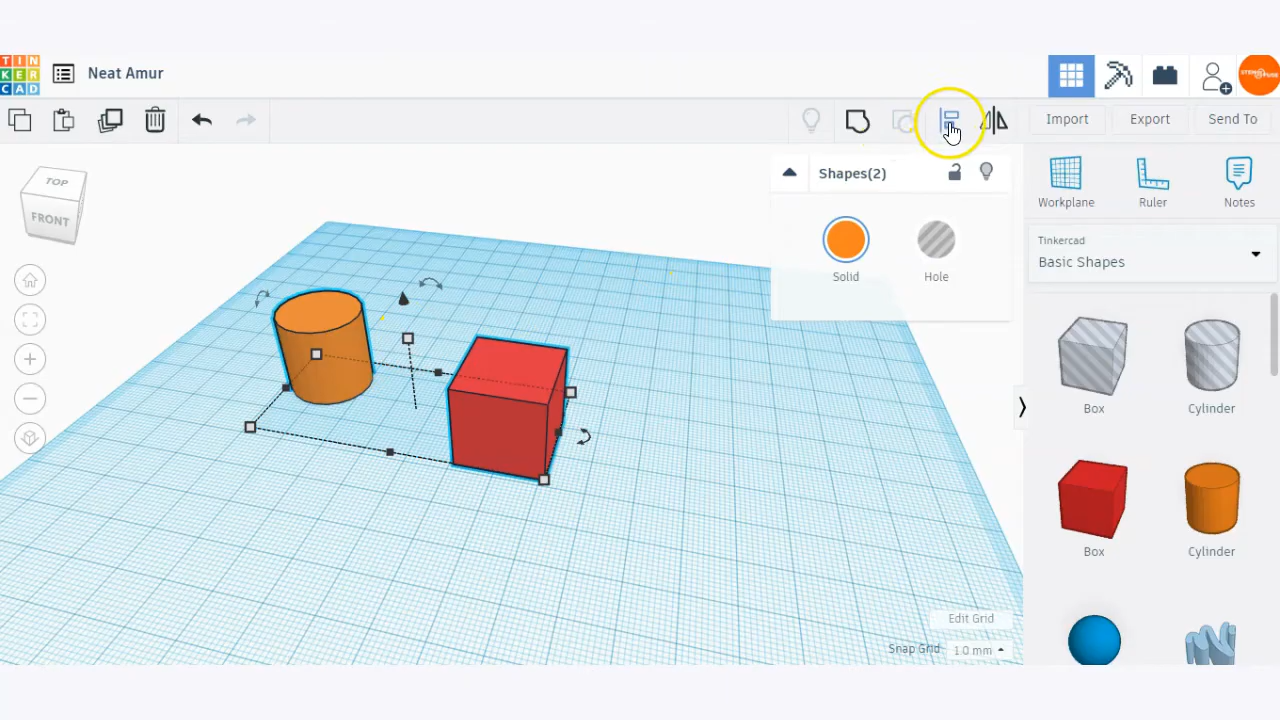 TIN
KER
CAD
Neat Amur
Import
Export
Send To
Shapes(2)
Solid
Hole
TOP
FRONT
Workplane
Ruler
Notes
Tinkercad
Basic Shapes
Box
Cylinder
Box
Cylinder
Edit Grid
Snap Grid 1.0 mm